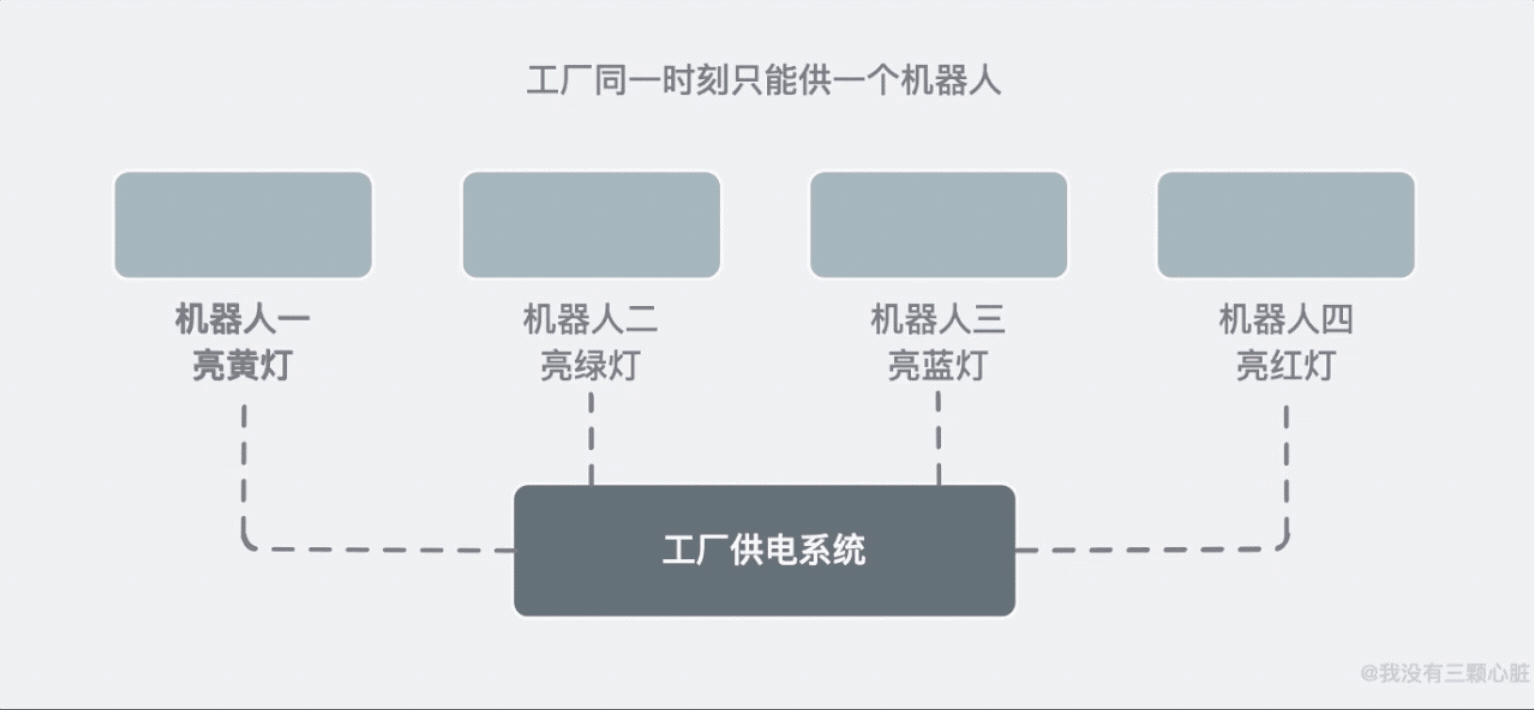 工厂同一时刻只能供一个机器人
机器人一
亮黄灯
机器人二
亮绿灯
机器人三
亮蓝灯
机器人四
亮红灯
工厂供电系统
@我没有三颗心脏